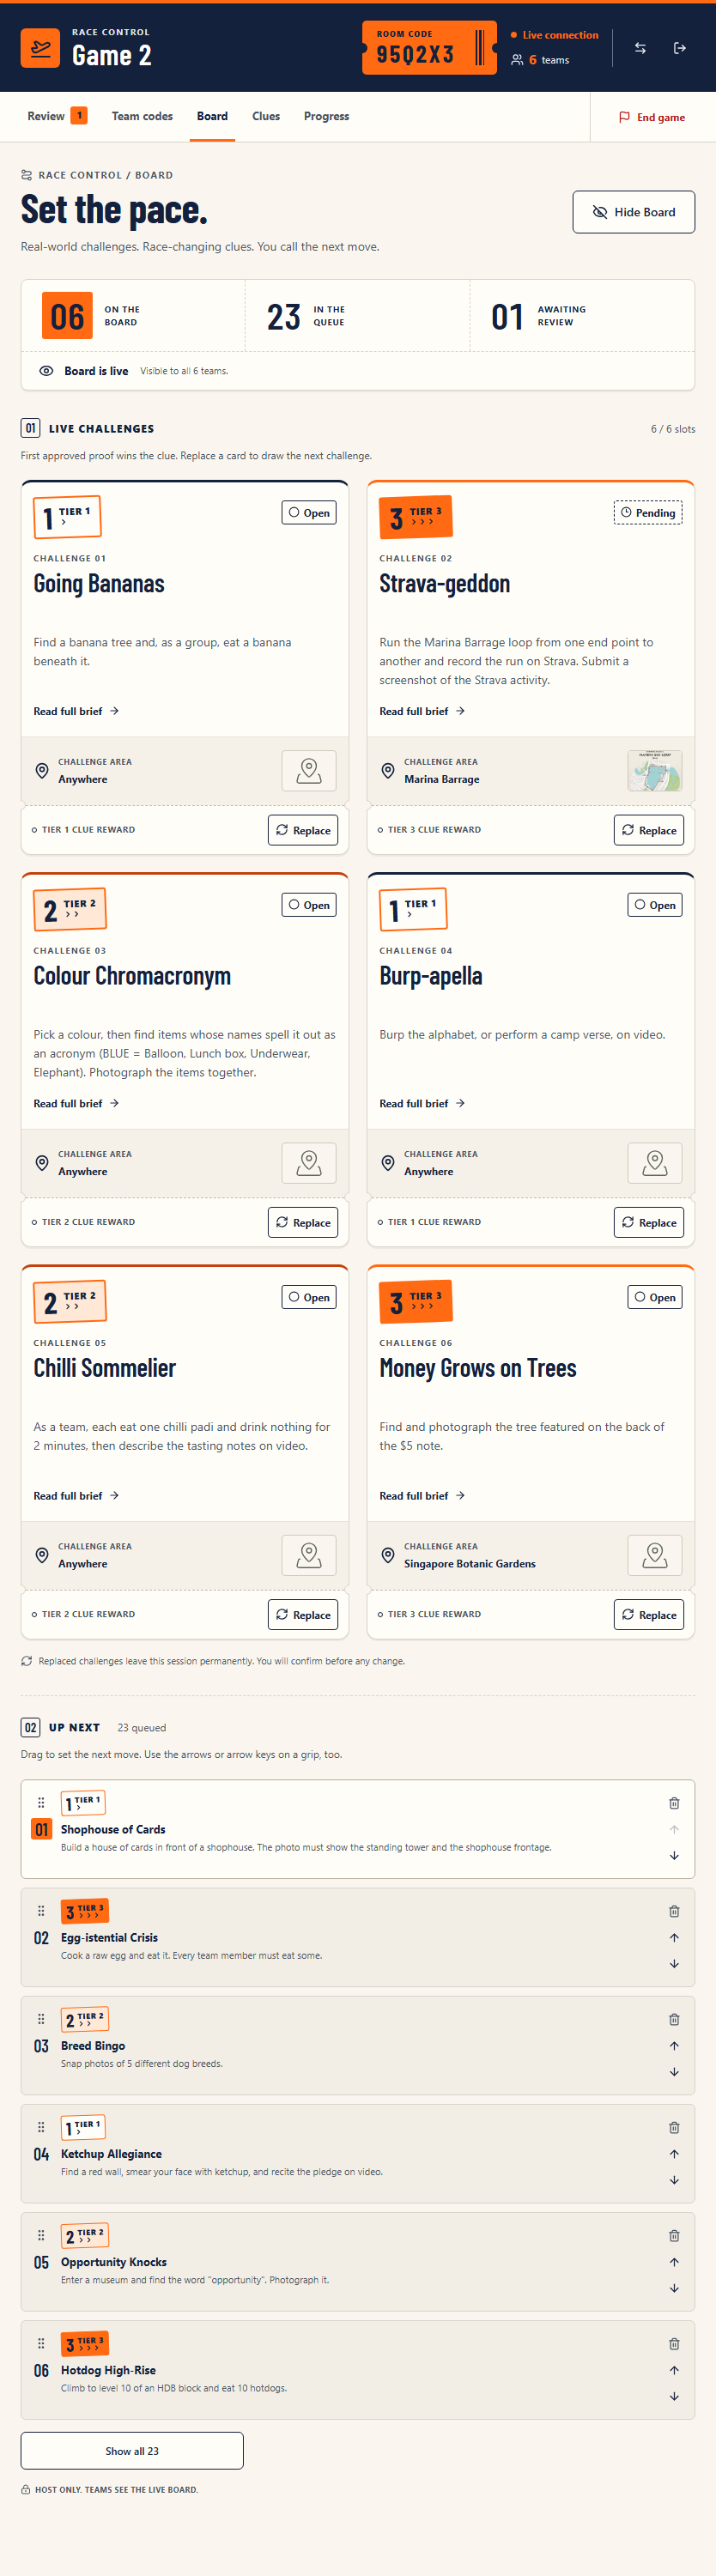 RACE CONTROL
Game 2
ROOM CODE
95Q2X3
Live connection
6 teams
Review 1
Team codes
Board
Clues
Progress
End game
RACE CONTROL / BOARD
Set the pace.
Real-world challenges. Race-changing clues. You call the next move.
Hide Board
06 ON THE
BOARD
23 IN THE
QUEUE
01 AWAITING
REVIEW
Board is live Visible to all 6 teams.
01 LIVE CHALLENGES
6 / 6 slots
First approved proof wins the clue. Replace a card to draw the next challenge.
1 TIER 1
Open
CHALLENGE 01
Going Bananas
Find a banana tree and, as a group, eat a banana
beneath it.
Read full brief
CHALLENGE AREA
Anywhere
TIER 1 CLUE REWARD
Replace
3 TIER 3
Pending
CHALLENGE 02
Strava-geddon
Run the Marina Barrage loop from one end point to
another and record the run on Strava. Submit a
screenshot of the Strava activity.
Read full brief
CHALLENGE AREA
Marina Barrage
TIER 3 CLUE REWARD
Replace
2 TIER 2
Open
CHALLENGE 03
Colour Chromacronym
Pick a colour, then find items whose names spell it out as
an acronym (BLUE = Balloon, Lunch box, Underwear,
Elephant). Photograph the items together.
Read full brief
CHALLENGE AREA
Anywhere
TIER 2 CLUE REWARD
Replace
1 TIER 1
Open
CHALLENGE 04
Burp-apella
Burp the alphabet, or perform a camp verse, on video.
Read full brief
CHALLENGE AREA
Anywhere
TIER 1 CLUE REWARD
Replace
2 TIER 2
Open
CHALLENGE 05
Chilli Sommelier
As a team, each eat one chilli padi and drink nothing for
2 minutes, then describe the tasting notes on video.
Read full brief
CHALLENGE AREA
Anywhere
TIER 2 CLUE REWARD
Replace
3 TIER 3
Open
CHALLENGE 06
Money Grows on Trees
Find and photograph the tree featured on the back of
the $5 note.
Read full brief
CHALLENGE AREA
Singapore Botanic Gardens
TIER 3 CLUE REWARD
Replace
Replaced challenges leave this session permanently. You will confirm before any change.
02 UP NEXT 23 queued
Drag to set the next move. Use the arrows or arrow keys on a grip, too.
1 TIER 1
01 Shophouse of Cards
Build a house of cards in front of a shophouse. The photo must show the standing tower and the shophouse frontage.
3 TIER 3
02 Egg-istential Crisis
Cook a raw egg and eat it. Every team member must eat some.
2 TIER 2
03 Breed Bingo
Snap photos of 5 different dog breeds.
1 TIER 1
04 Ketchup Allegiance
Find a red wall, smear your face with ketchup, and recite the pledge on video.
2 TIER 2
05 Opportunity Knocks
Enter a museum and find the word "opportunity". Photograph it.
3 TIER 3
06 Hotdog High-Rise
Climb to level 10 of an HDB block and eat 10 hotdogs.
Show all 23
HOST ONLY. TEAMS SEE THE LIVE BOARD.